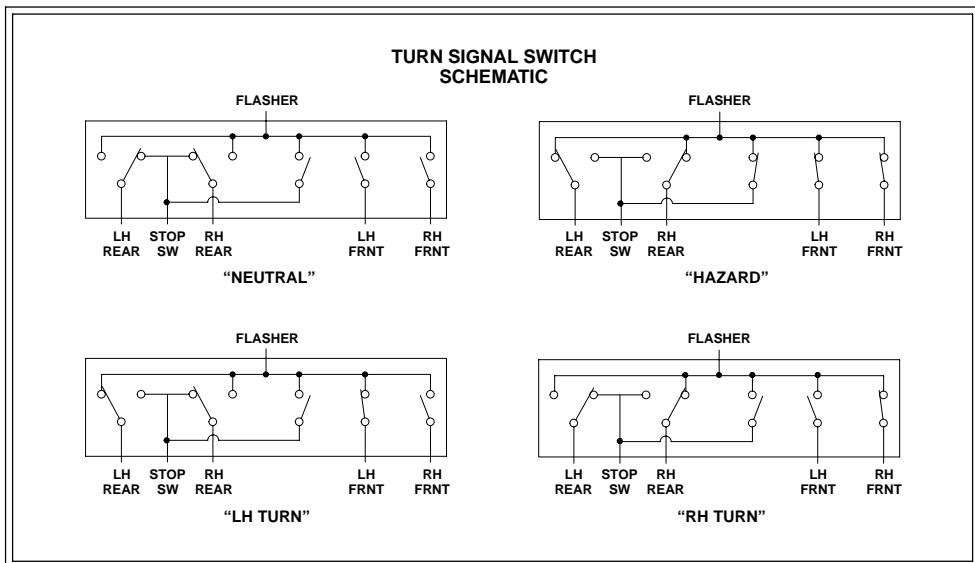 TURN SIGNAL SWITCH
SCHEMATIC
FLASHER
LH REAR
STOP SW
RH REAR
LH FRNT
RH FRNT
“NEUTRAL”
FLASHER
LH REAR
STOP SW
RH REAR
LH FRNT
RH FRNT
“HAZARD”
FLASHER
LH REAR
STOP SW
RH REAR
LH FRNT
RH FRNT
“LH TURN”
FLASHER
LH REAR
STOP SW
RH REAR
LH FRNT
RH FRNT
“RH TURN”